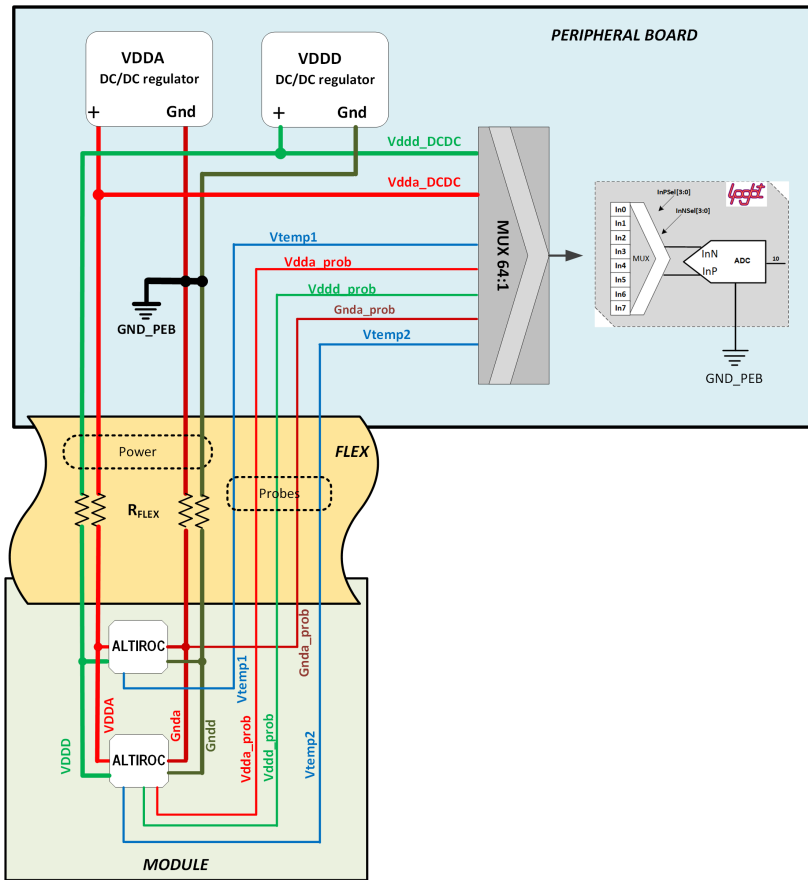 PERIPHERAL BOARD
VDDA
DC/DC regulator
+ Gnd
VDDD
DC/DC regulator
+ Gnd
Vddd_DCDC
Vdda_DCDC
Vtemp1
Vdda_prob
Vddd_prob
Gnda_prob
Vtemp2
MUX 64:1
GND_PEB
lpgbt
InPSel[3:0]
InNSel[3:0]
In0
In1
In2
In3
In4
In5
In6
In7
MUX
InN
InP
ADC
10
GND_PEB
Power
FLEX
Probes
RFLEX
ALTIROC
VDDA
Gnda
Vtemp1
Gnda_prob
VDDD
Gndd
Vdda_prob
Vddd_prob
Vtemp2
ALTIROC
MODULE